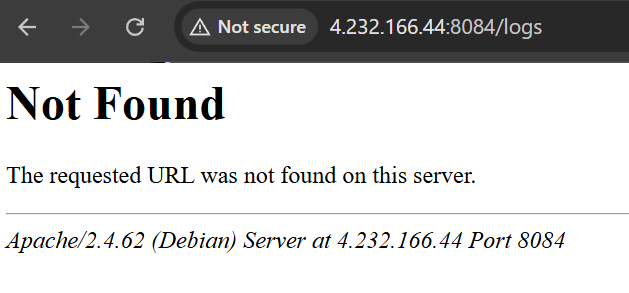 Not secure 4.232.166.44:8084/logs
Not Found
The requested URL was not found on this server.
Apache/2.4.62 (Debian) Server at 4.232.166.44 Port 8084